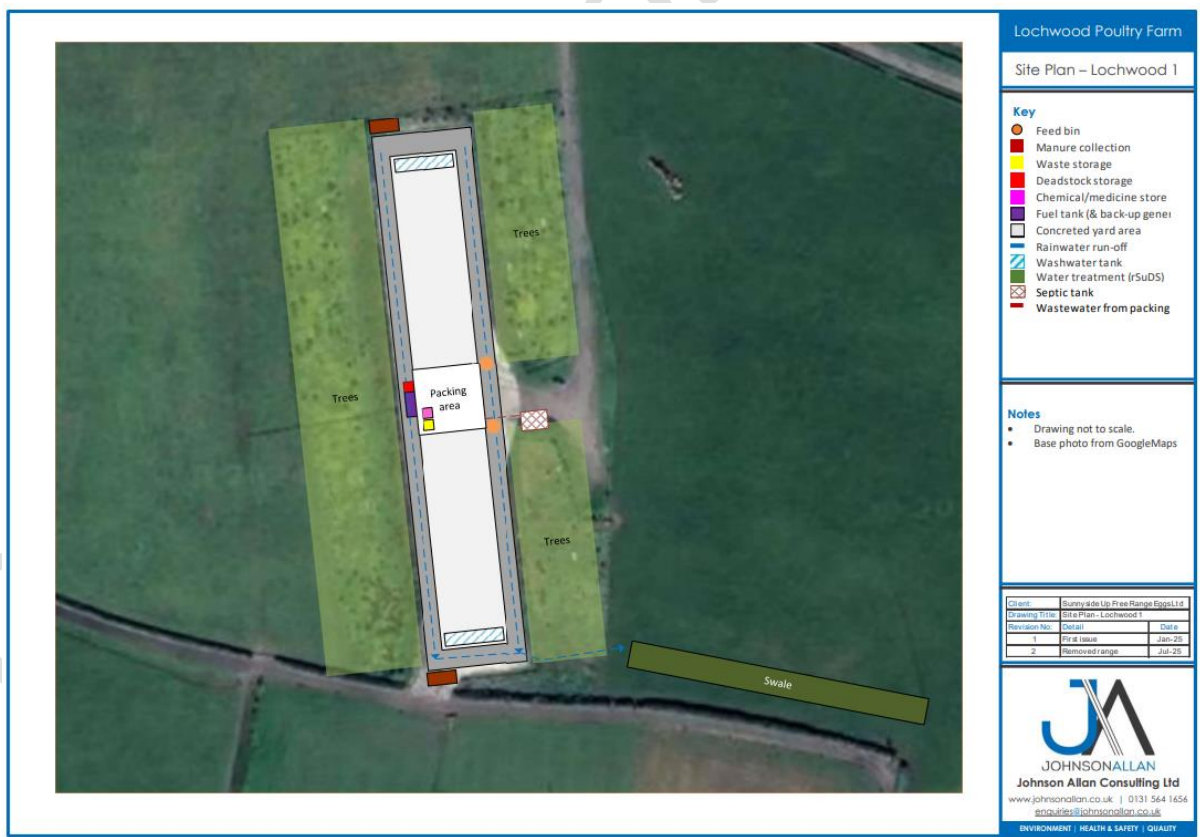 Lochwood Poultry Farm
Site Plan – Lochwood 1
Key
Feed bin
Manure collection
Waste storage
Deadstock storage
Chemical/medicine store
Fuel tank (& back-up gener
Concreted yard area
Rainwater run-off
Washwater tank
Water treatment (rSuDS)
Septic tank
Wastewater from packing
Trees
Trees
Packing
area
Trees
Swale
Notes
• Drawing not to scale.
• Base photo from GoogleMaps
Client: Sunnyside Up Free Range Eggs Ltd
Drawing Title: Site Plan - Lochwood 1
Revision No: Detail Date
1 First Issue Jan-25
2 Removed range Jul-25
JA
JOHNSONALLAN
Johnson Allan Consulting Ltd
www.johnsonallan.co.uk | 0131 564 1656
enquiries@johnsonallan.co.uk
ENVIRONMENT | HEALTH & SAFETY | QUALITY